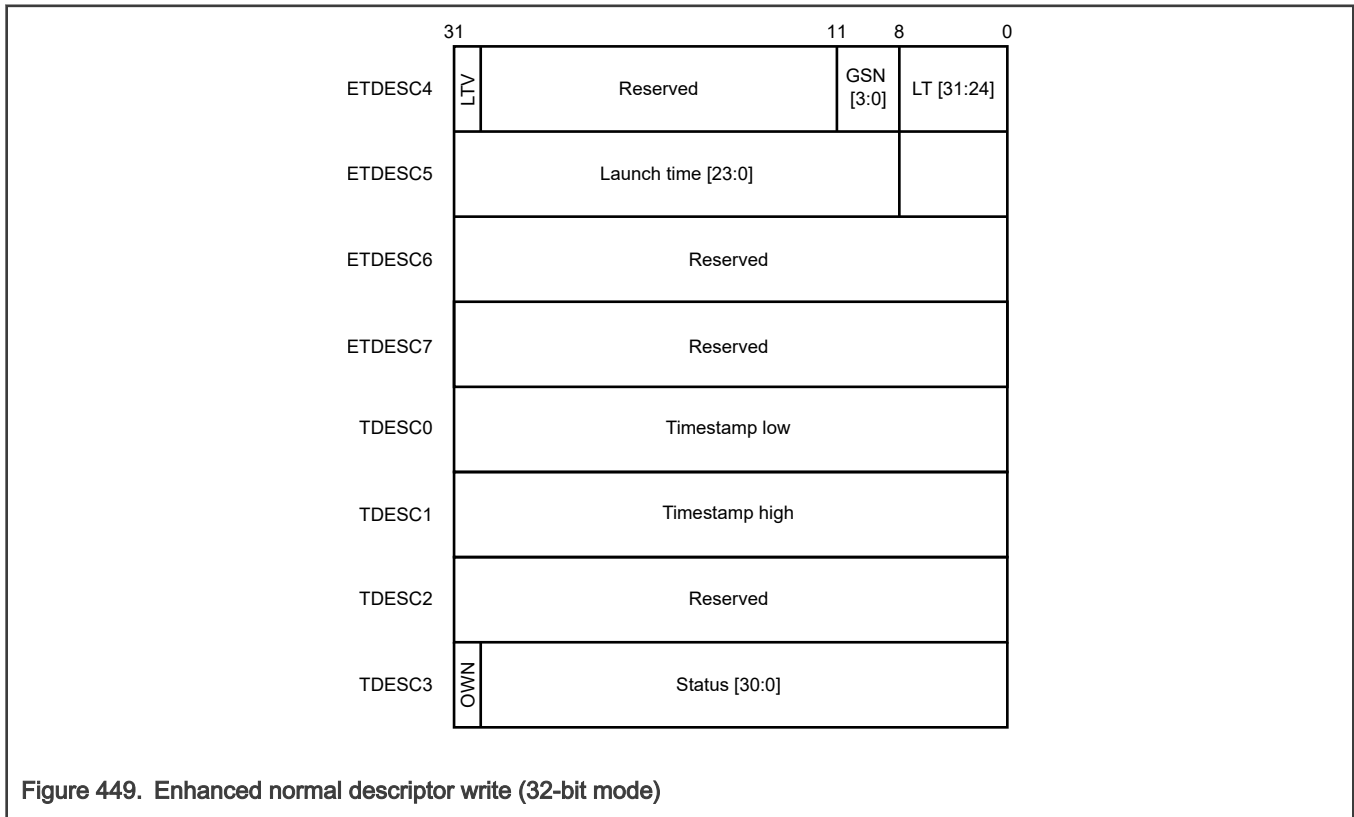 31 11 8 0
ETDESC4 LTV Reserved GSN [3:0] LT [31:24]
ETDESC5 Launch time [23:0]
ETDESC6 Reserved
ETDESC7 Reserved
TDESC0 Timestamp low
TDESC1 Timestamp high
TDESC2 Reserved
TDESC3 OWN Status [30:0]
Figure 449. Enhanced normal descriptor write (32-bit mode)